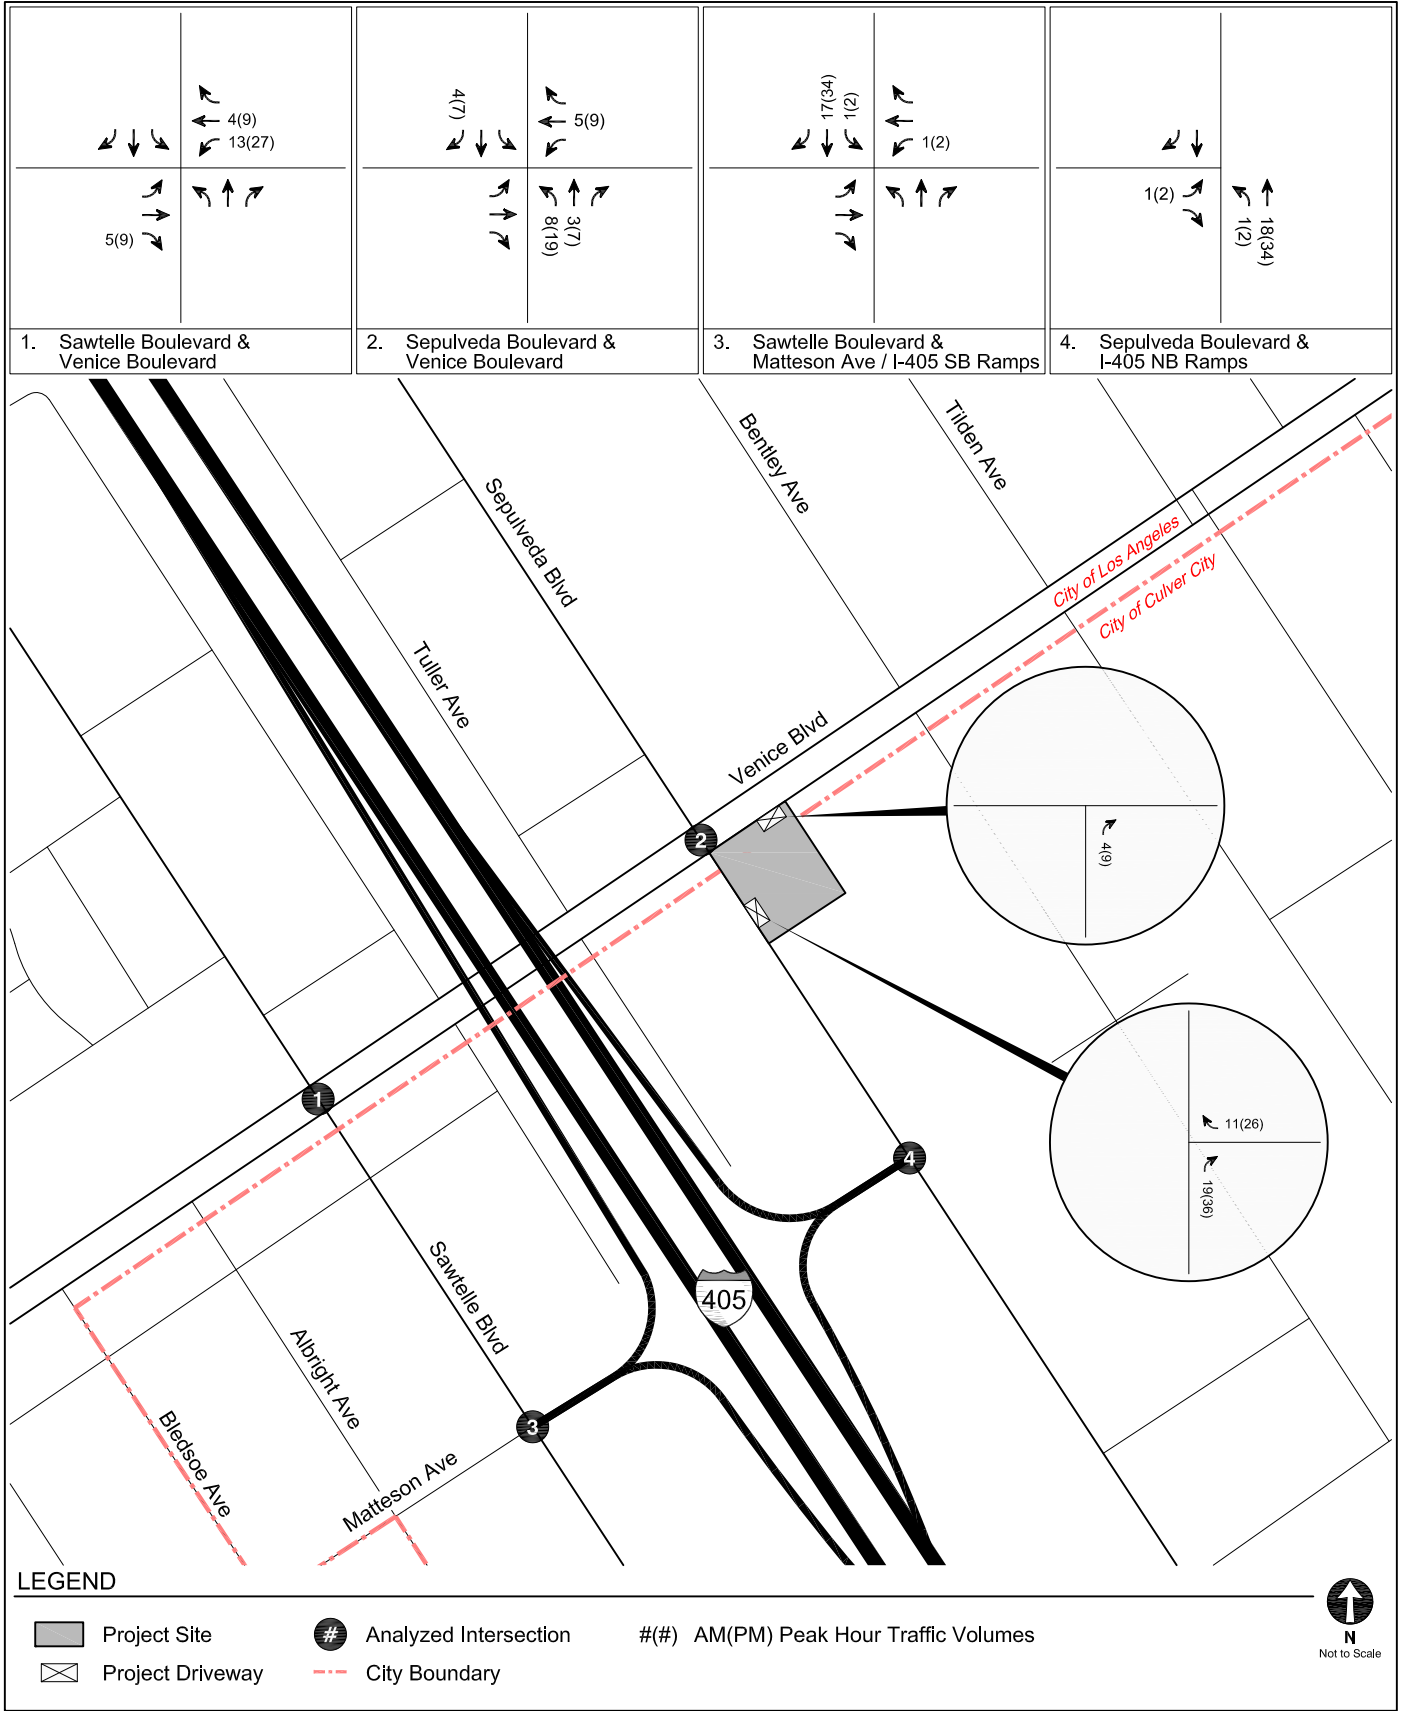 4(9)
13(27)
5(9)
1. Sawtelle Boulevard &
Venice Boulevard
4(7)
5(9)
8(19)
3(7)
2. Sepulveda Boulevard &
Venice Boulevard
17(34)
1(2)
1(2)
3. Sawtelle Boulevard &
Matteson Ave / I-405 SB Ramps
1(2)
1(2)
18(34)
4. Sepulveda Boulevard &
I-405 NB Ramps
Bentley Ave
Tilden Ave
Sepulveda Blvd
City of Los Angeles
City of Culver City
Tuller Ave
Venice Blvd
2
4(9)
1
4
11(26)
19(36)
Sawtelle Blvd
405
Albright Ave
3
Bledsoe Ave
Matteson Ave
LEGEND
Project Site
# Analyzed Intersection
#(#) AM(PM) Peak Hour Traffic Volumes
Project Driveway
City Boundary
N
Not to Scale